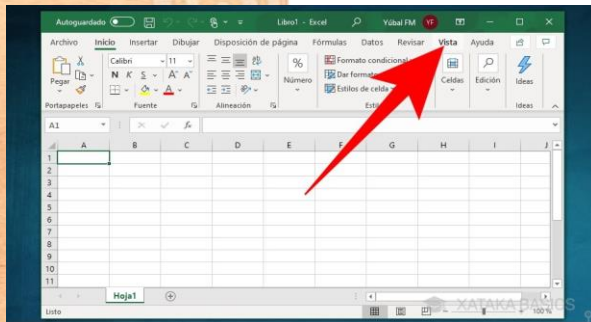 Autoguardado Libro1 - Excel Yúbal FM YF
Archivo Inicio Insertar Dibujar Disposición de página Fórmulas Datos Revisar Vista Ayuda
Calibri 11 Formato condicional
Pegar N K S A A Número Dar formato Celdas Edición Ideas
Estilos de celda
Portapapeles Fuente Alineación Ideas
A1 fx
A B C D E F G H I J
1
2
3
4
5
6
7
8
9
10
11
Hoja1
Listo 100 %
XATAKA BASICS